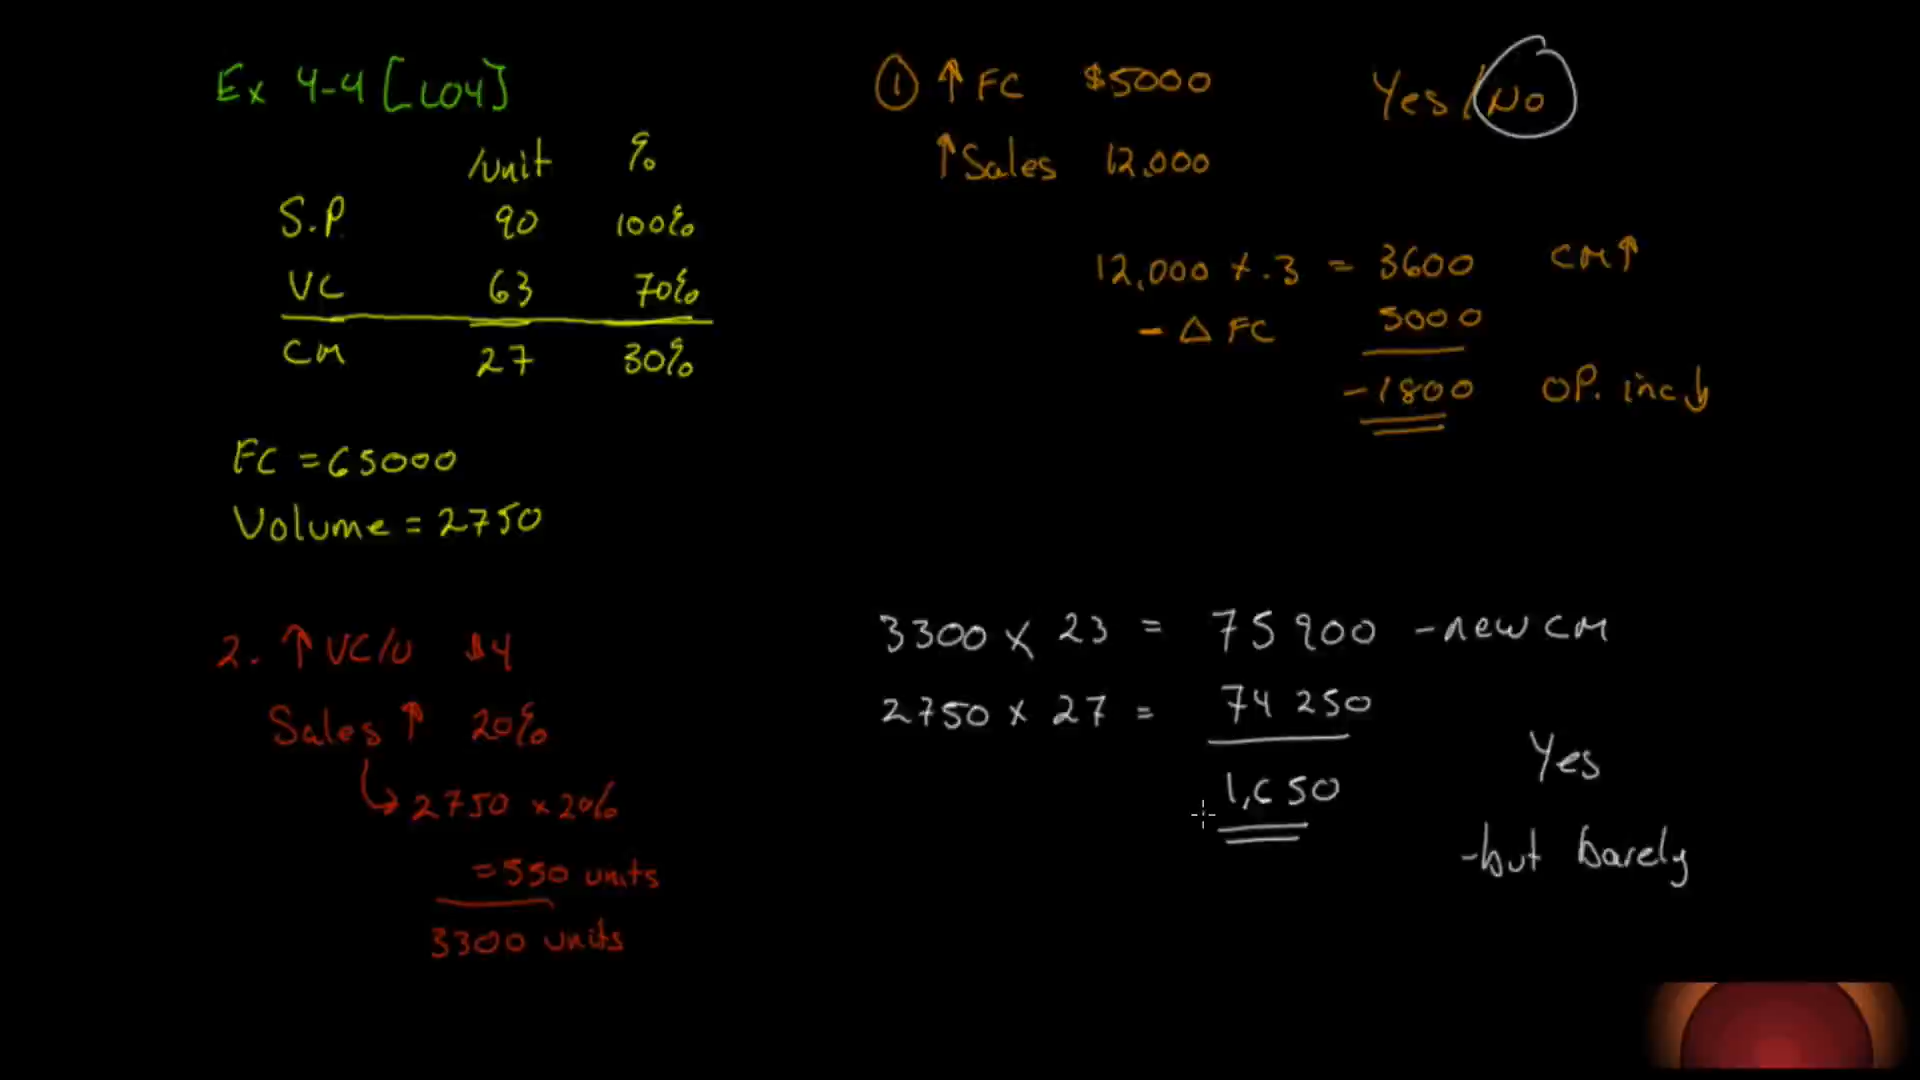 Ex 4-4 [LO4]
/unit %
S.P. 90 100%
VC 63 70%
CM 27 30%
FC = 65000
Volume = 2750
① ↑ FC $5000 Yes / No
↑ Sales 12,000
12,000 x .3 = 3600 CM↑
- △ FC 5000
-1800 OP. inc↓
2. ↑ VC/U $4
Sales ↑ 20%
↳ 2750 x 20%
= 550 units
3300 units
3300 x 23 = 75 900 - new CM
2750 x 27 = 74 250
1,650
Yes
- but barely